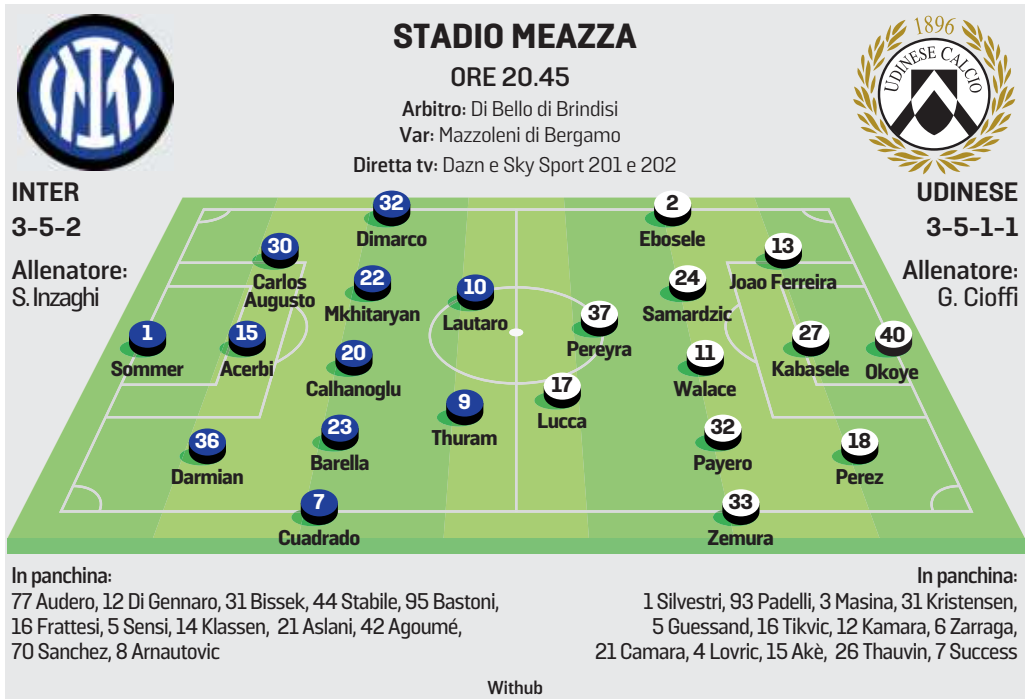 STADIO MEAZZA
ORE 20.45
Arbitro: Di Bello di Brindisi
Var: Mazzoleni di Bergamo
Diretta tv: Dazn e Sky Sport 201 e 202
1896
UDINESE CALCIO
INTER
3-5-2
Allenatore:
S. Inzaghi
UDINESE
3-5-1-1
Allenatore:
G. Cioffi
32
Dimarco
30
Carlos
Augusto
22
Mkhitaryan
10
Lautaro
1
Sommer
15
Acerbi
20
Calhanoglu
9
Thuram
36
Darmian
23
Barella
7
Cuadrado
2
Ebosele
13
Joao Ferreira
24
Samardzic
37
Pereyra
27
Kabasele
40
Okoye
11
Walace
17
Lucca
32
Payero
18
Perez
33
Zemura
In panchina:
77 Audero, 12 Di Gennaro, 31 Bissek, 44 Stabile, 95 Bastoni,
16 Frattesi, 5 Sensi, 14 Klassen, 21 Aslani, 42 Agoumé,
70 Sanchez, 8 Arnautovic
In panchina:
1 Silvestri, 93 Padelli, 3 Masina, 31 Kristensen,
5 Guessand, 16 Tikvic, 12 Kamara, 6 Zarraga,
21 Camara, 4 Lovric, 15 Akè, 26 Thauvin, 7 Success
Withub